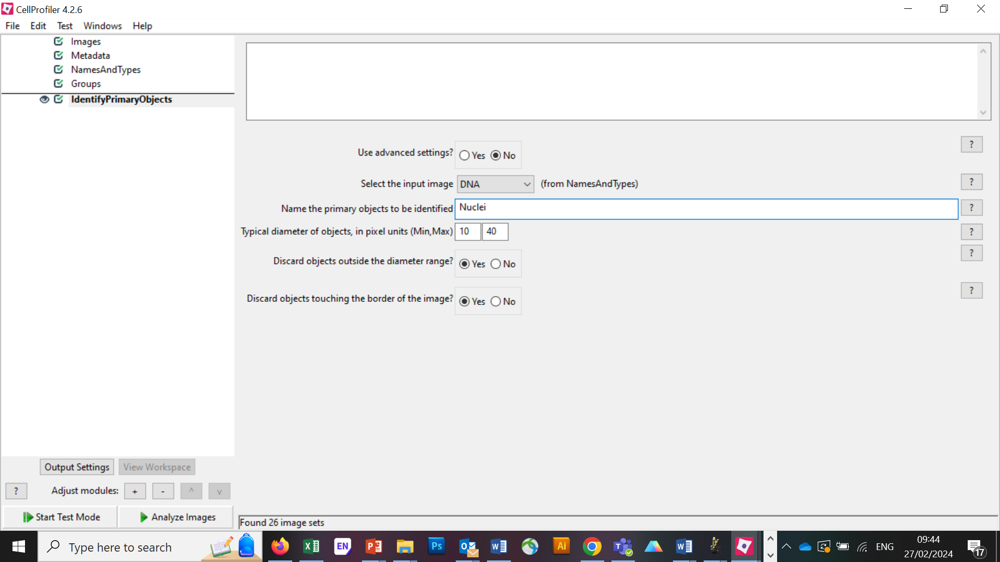 CellProfiler 4.2.6
File Edit Test Windows Help
Images
Metadata
NamesAndTypes
Groups
IdentifyPrimaryObjects
Use advanced settings? Yes No ?
Select the input image DNA (from NamesAndTypes) ?
Name the primary objects to be identified Nuclei ?
Typical diameter of objects, in pixel units (Min,Max) 10 40 ?
Discard objects outside the diameter range? Yes No ?
Discard objects touching the border of the image? Yes No ?
Output Settings View Workspace
? Adjust modules: + - ^ v
Start Test Mode Analyze Images
Found 26 image sets
Type here to search EN Ps Ai ENG 09:44
27/02/2024 17